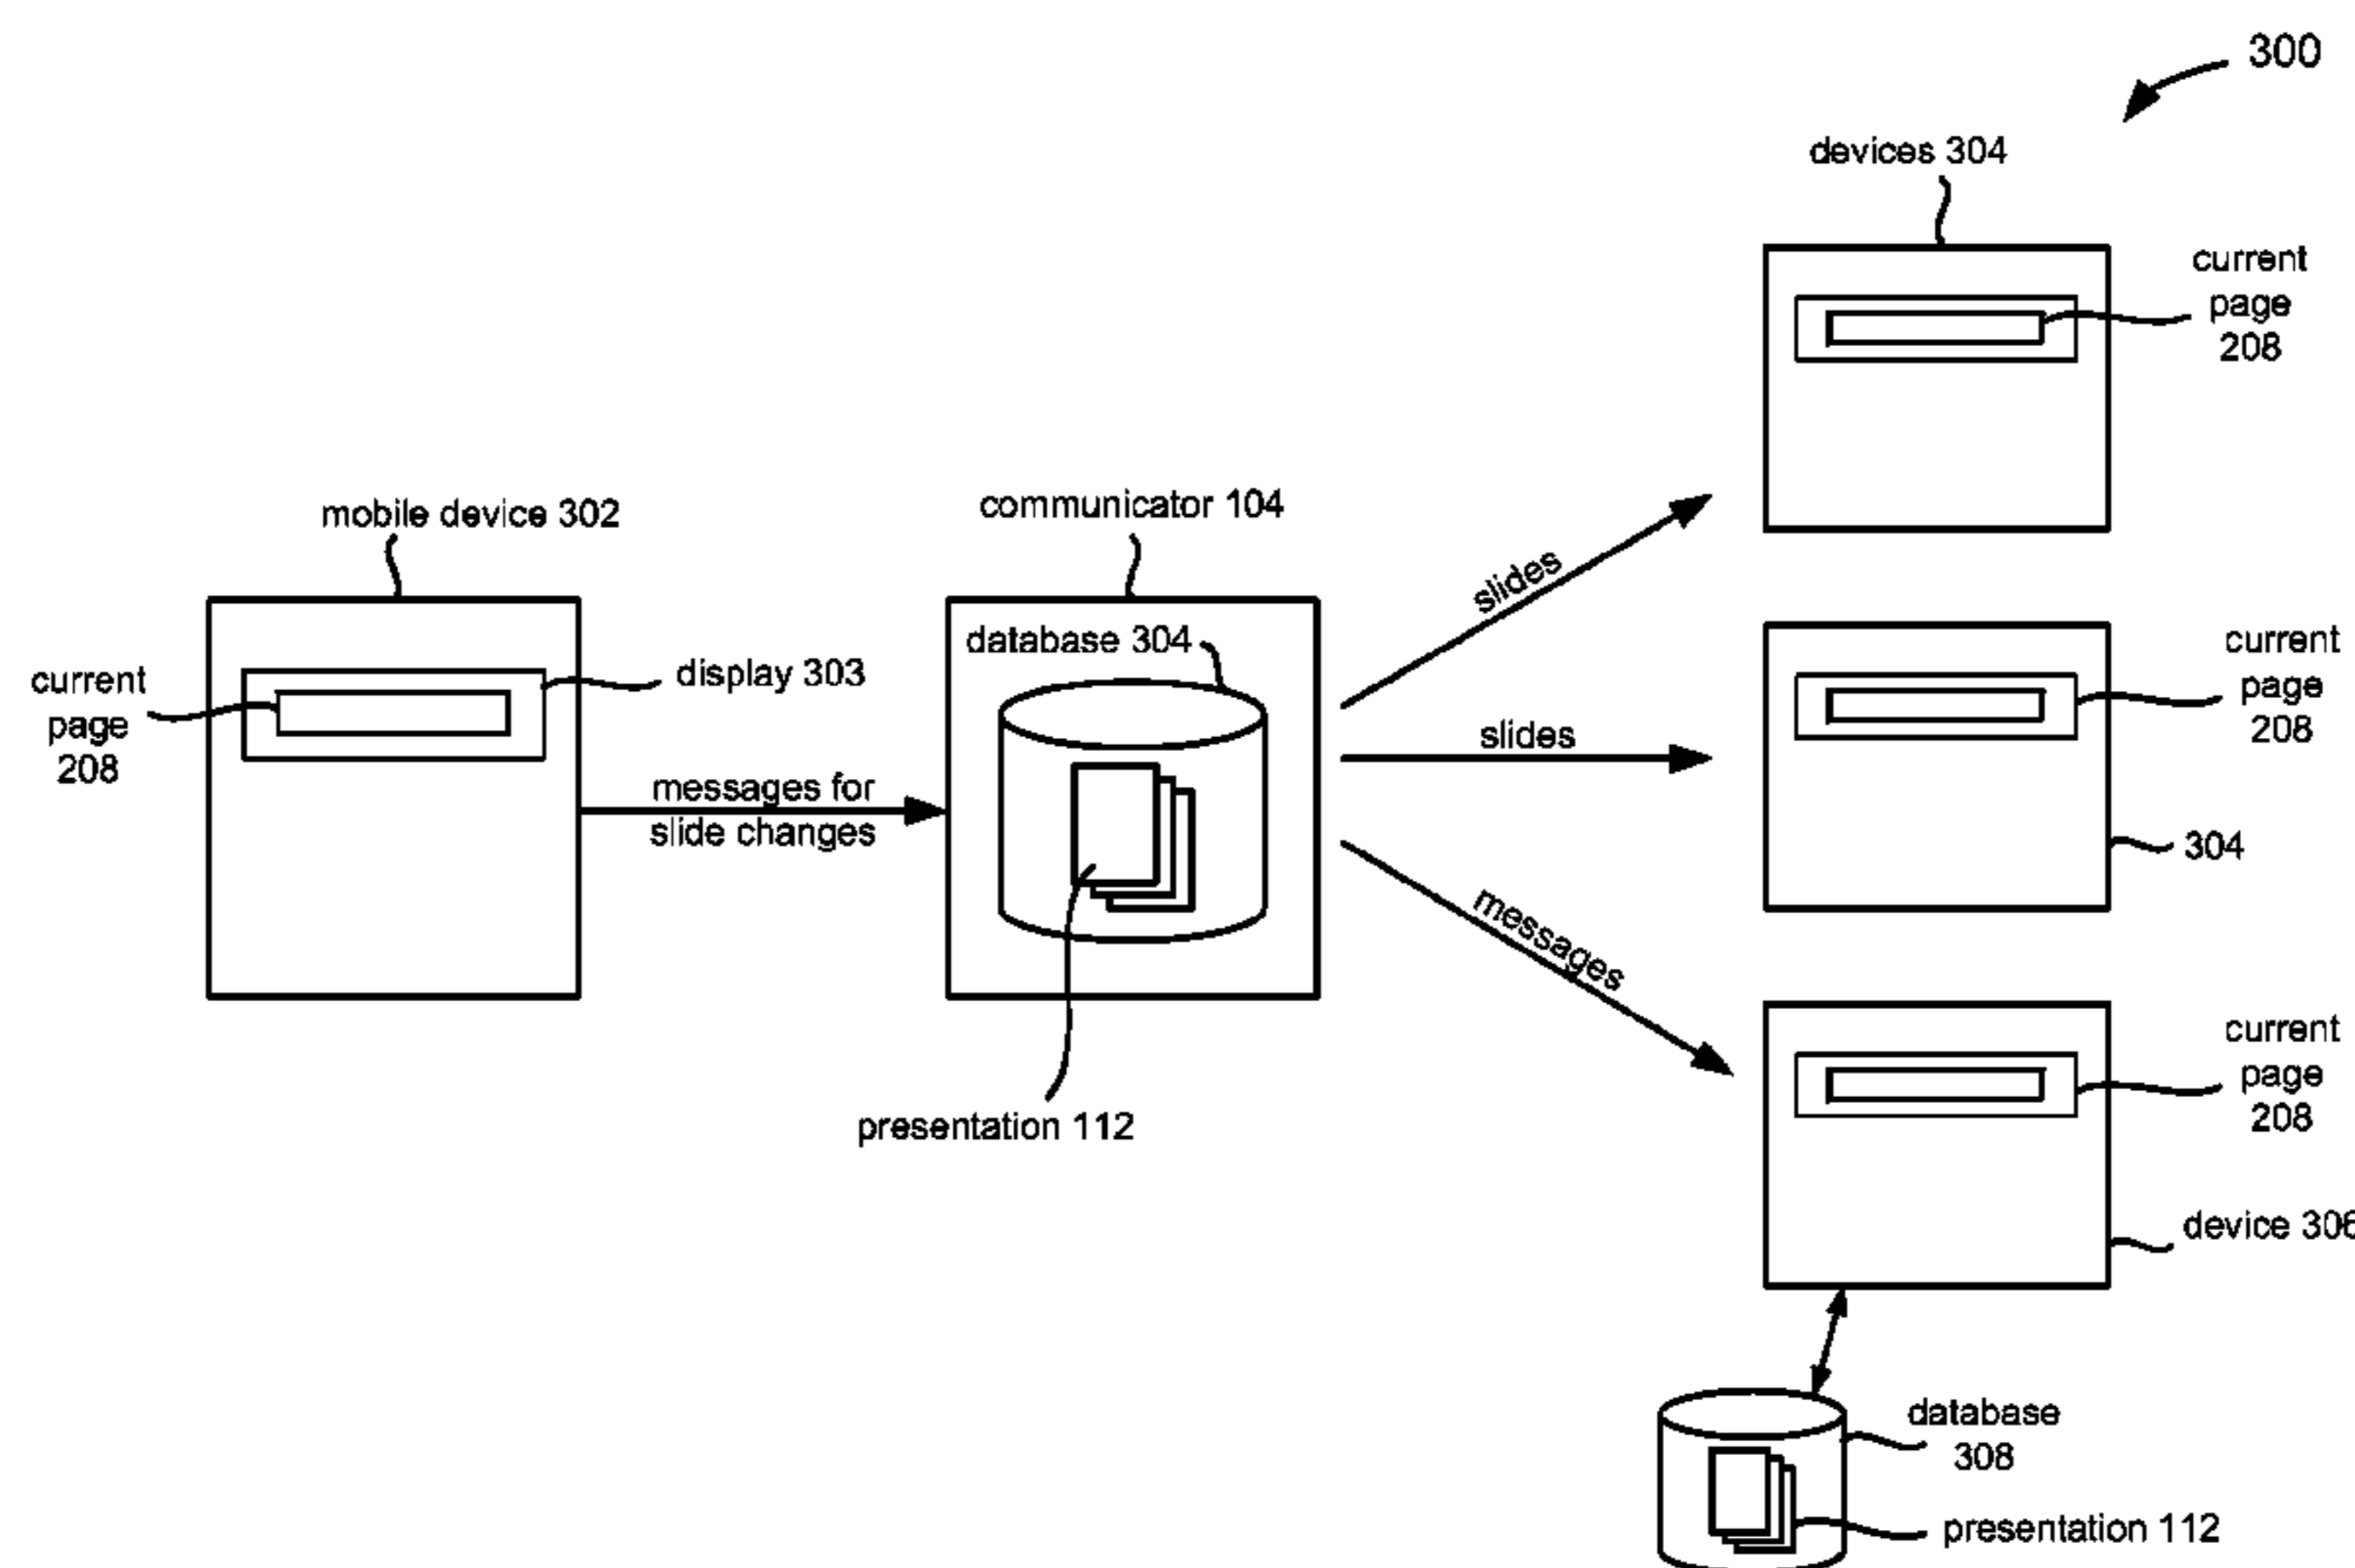 300
devices 304
current
page
208
mobile device 302
communicator 104
database 304
display 303
current
page
208
messages for
slide changes
presentation 112
slides
slides
messages
current
page
208
304
current
page
208
device 306
database
308
presentation 112